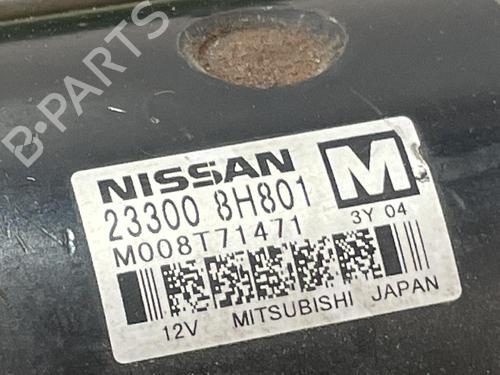 B-PARTS
NISSAN M
23300 8H801
M008T71471 3Y 04
12V MITSUBISHI JAPAN